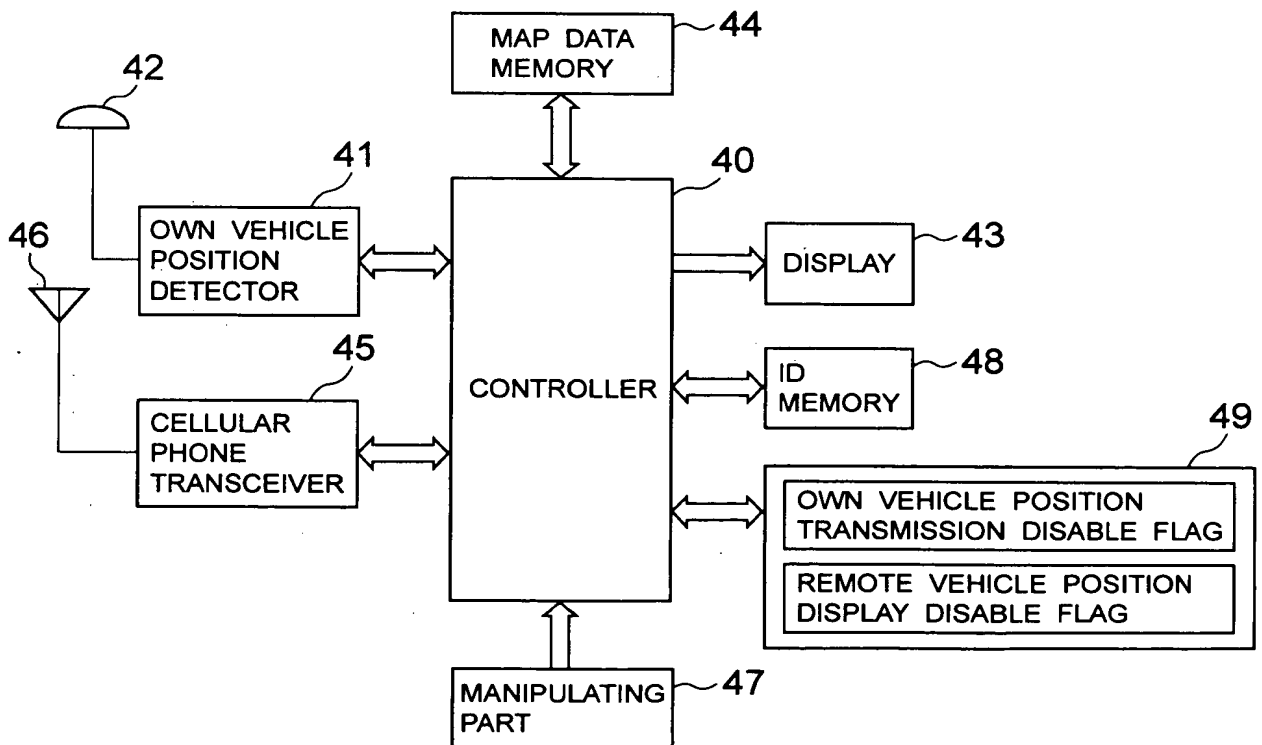 44
MAP DATA
MEMORY
42
41
40
OWN VEHICLE
POSITION
DETECTOR
43
DISPLAY
46
45
CONTROLLER
48
ID
MEMORY
CELLULAR
PHONE
TRANSCEIVER
49
OWN VEHICLE POSITION
TRANSMISSION DISABLE FLAG
REMOTE VEHICLE POSITION
DISPLAY DISABLE FLAG
47
MANIPULATING
PART